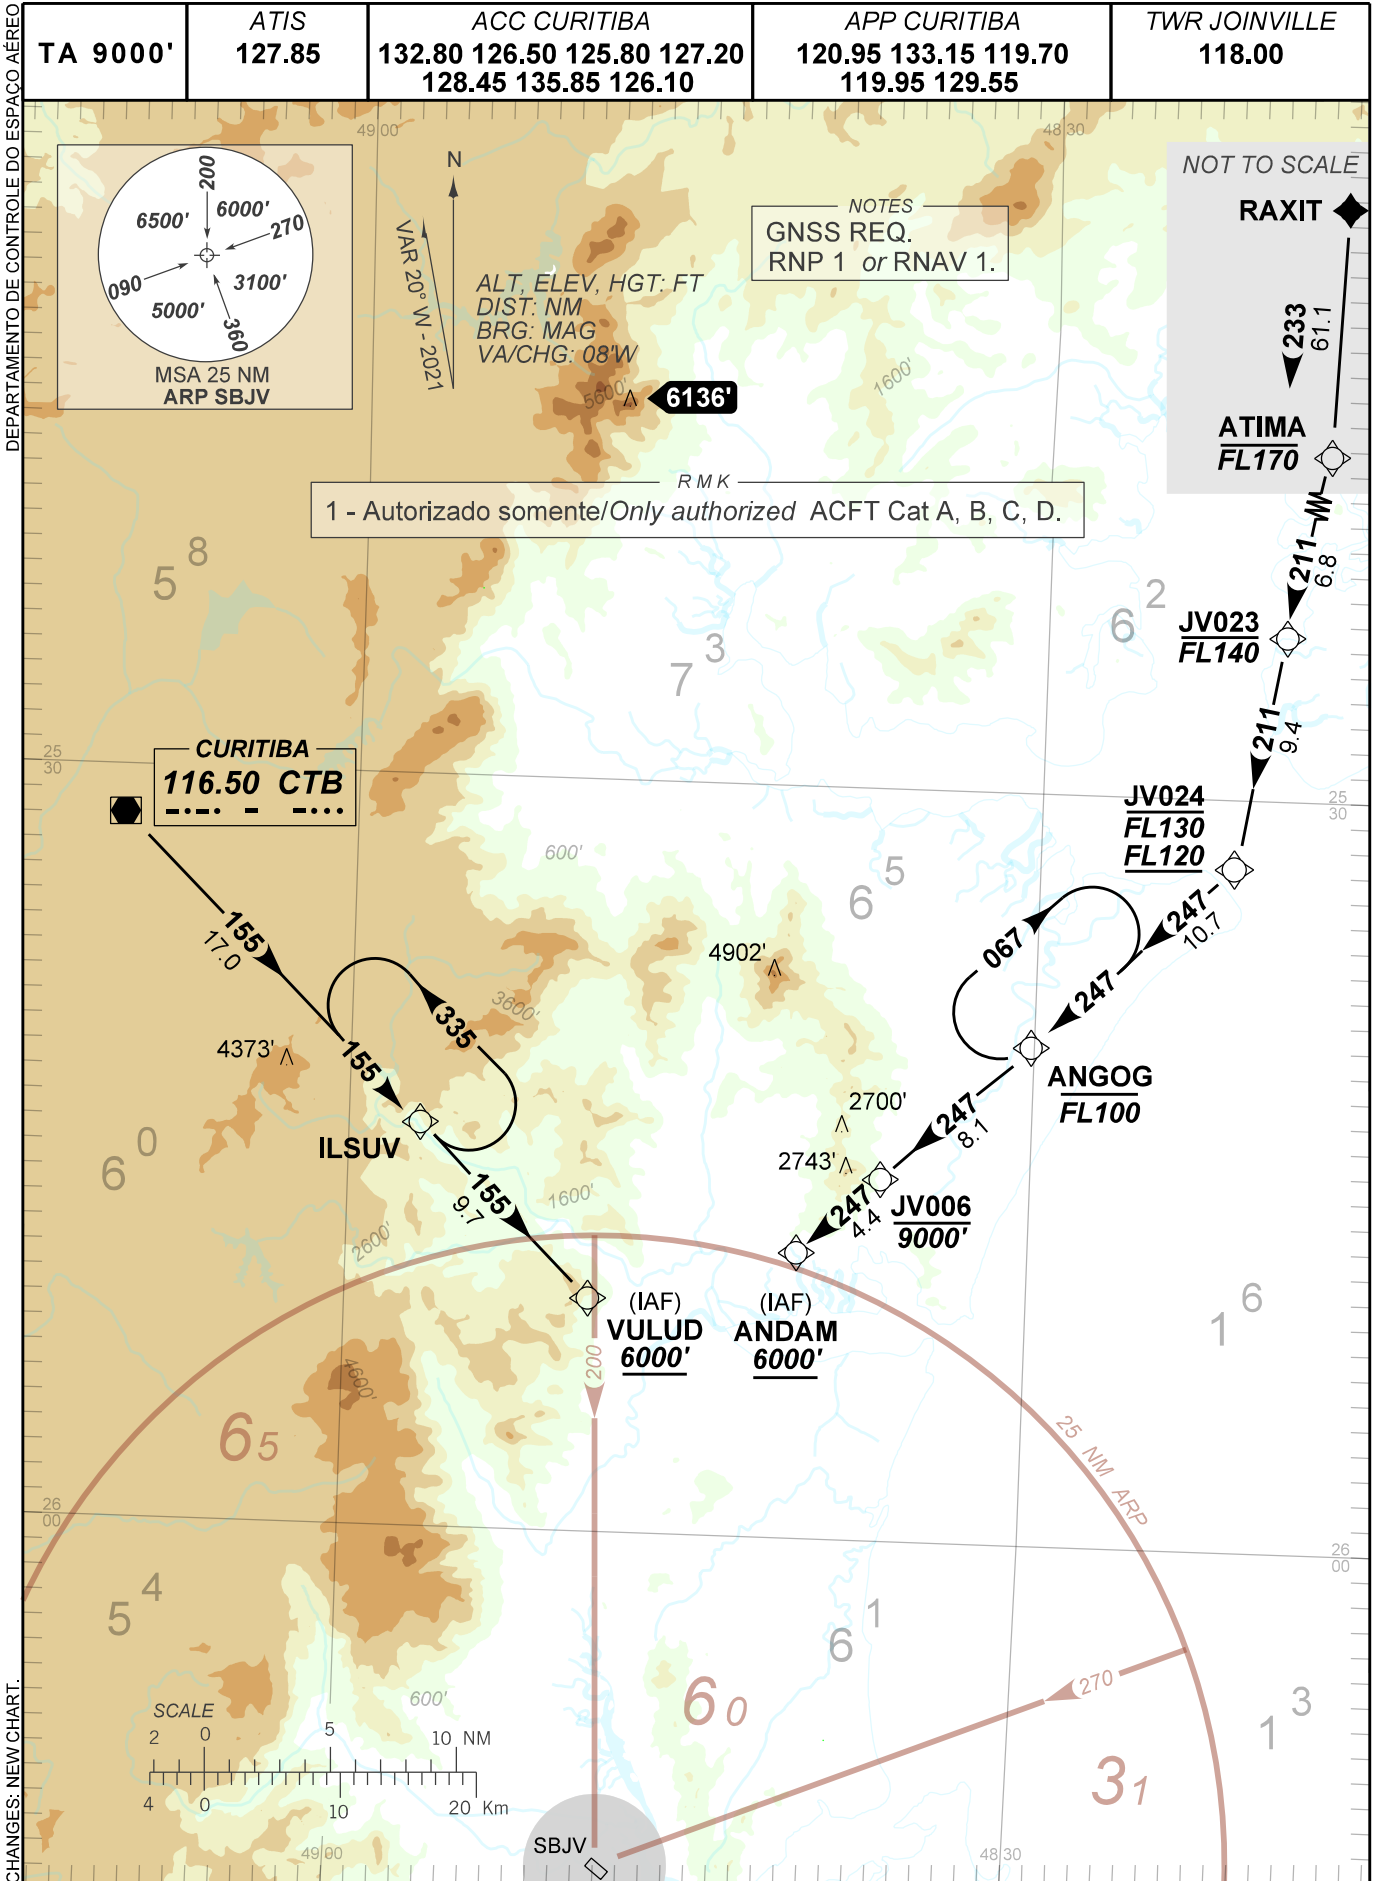 DEPARTAMENTO DE CONTROLE DO ESPAÇO AÉREO
TA 9000'
ATIS
127.85
ACC CURITIBA
132.80 126.50 125.80 127.20
128.45 135.85 126.10
APP CURITIBA
120.95 133.15 119.70
119.95 129.55
TWR JOINVILLE
118.00
49 00
48 30
200
6500'
6000'
270
090
3100'
5000'
360
MSA 25 NM
ARP SBJV
N
VAR 20° W - 2021
ALT, ELEV, HGT: FT
DIST: NM
BRG: MAG
VA/CHG: 08'W
NOTES
GNSS REQ.
RNP 1 or RNAV 1.
NOT TO SCALE
RAXIT
233
61.1
ATIMA
FL170
5600'
6136'
1600'
RMK
1 - Autorizado somente/Only authorized ACFT Cat A, B, C, D.
211
6.8
58
73
62
JV023
FL140
211
9.4
25
30
CURITIBA
116.50 CTB
JV024
FL130
FL120
25
30
600'
65
155
17.0
4902'
067
247
10.7
247
3600'
335
4373'
155
ILSUV
ANGOG
FL100
247
8.1
2700'
2743'
60
155
9.7
1600'
2600'
247
4.4
JV006
9000'
(IAF)
VULUD
6000'
(IAF)
ANDAM
6000'
16
200
4600'
65
25 NM ARP
26
00
26
00
54
61
600'
60
270
13
31
SCALE
2 0 5 10 NM
4 0 10 20 Km
SBJV
49 00
48 30
CHANGES: NEW CHART.